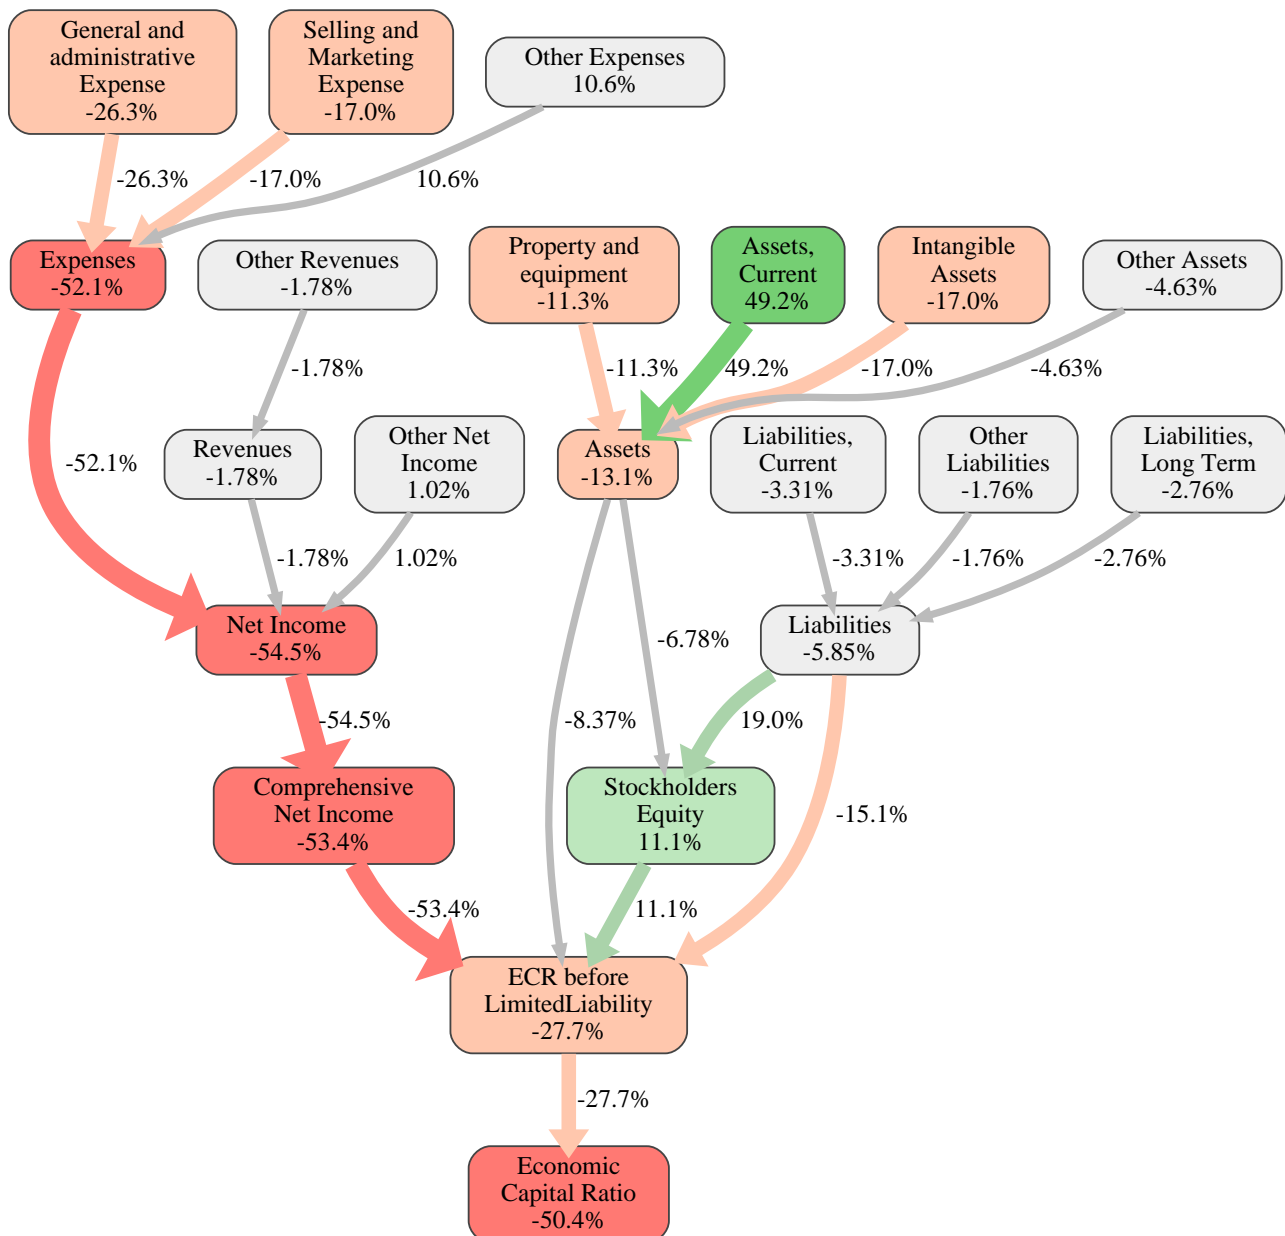 General and
administrative
Expense
-26.3%
Selling and
Marketing
Expense
-17.0%
Other Expenses
10.6%
-26.3%
-17.0%
10.6%
Expenses
-52.1%
Other Revenues
-1.78%
Property and
equipment
-11.3%
Assets,
Current
49.2%
Intangible
Assets
-17.0%
Other Assets
-4.63%
-1.78%
-11.3%
49.2%
-17.0%
-4.63%
-52.1%
Revenues
-1.78%
Other Net
Income
1.02%
Assets
-13.1%
Liabilities,
Current
-3.31%
Other
Liabilities
-1.76%
Liabilities,
Long Term
-2.76%
-1.78%
1.02%
-3.31%
-1.76%
-2.76%
Net Income
-54.5%
-6.78%
Liabilities
-5.85%
-54.5%
-8.37%
19.0%
Comprehensive
Net Income
-53.4%
Stockholders
Equity
11.1%
-15.1%
-53.4%
11.1%
ECR before
LimitedLiability
-27.7%
-27.7%
Economic
Capital Ratio
-50.4%